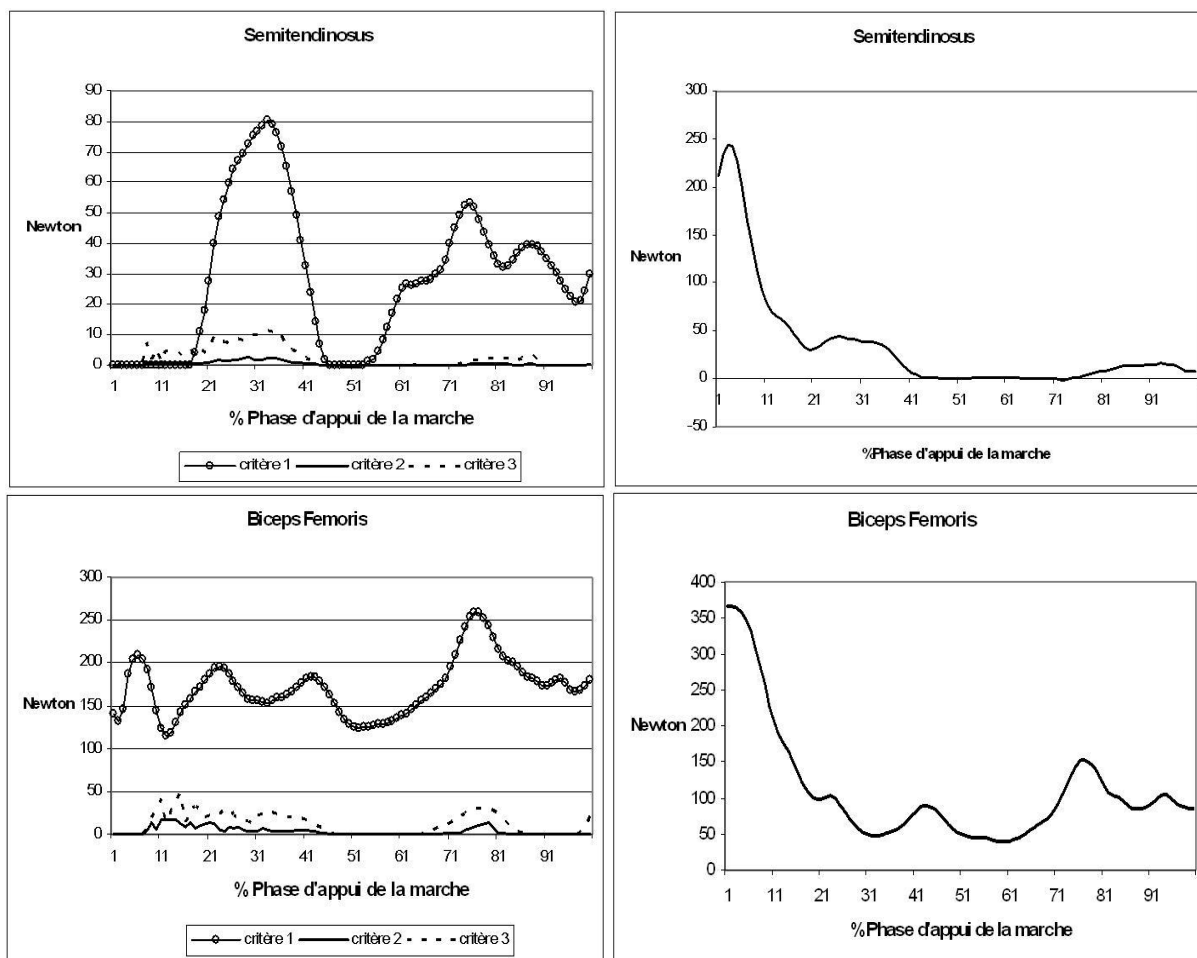 Semitendinosus
90
80
70
60
50
40
30
20
10
0
Newton
1 11 21 31 41 51 61 71 81 91
% Phase d'appui de la marche
critère 1 critère 2 critère 3
Semitendinosus
300
250
200
150
100
50
0
-50
Newton
1 11 21 31 41 51 61 71 81 91
%Phase d'appui de la marche
Biceps Femoris
300
250
200
150
100
50
0
Newton
1 11 21 31 41 51 61 71 81 91
% Phase d'appui de la marche
critère 1 critère 2 critère 3
Biceps Femoris
400
350
300
250
200
150
100
50
0
Newton
1 11 21 31 41 51 61 71 81 91
% Phase d'appui de la marche